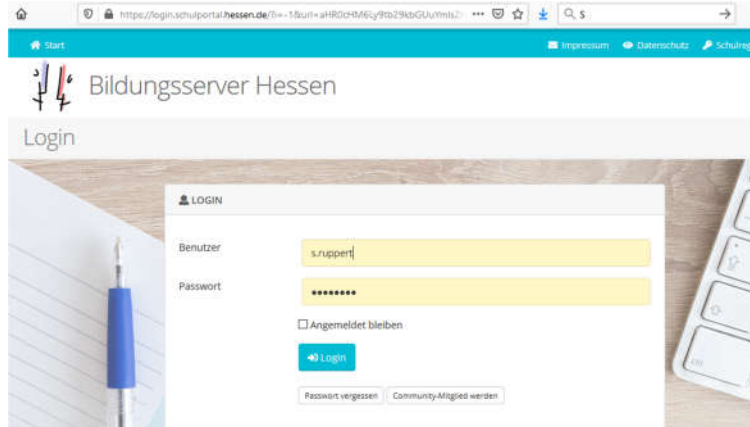 https://login.schulportal.hessen.de/?i=-1&url=aHR0cHM6Ly9tb29kbGUuYmls S
Start Impressum Datenschutz Schulreg
Bildungsserver Hessen
Login
LOGIN
Benutzer s.ruppert
Passwort ••••••••
Angemeldet bleiben
Login
Passwort vergessen Community-Mitglied werden